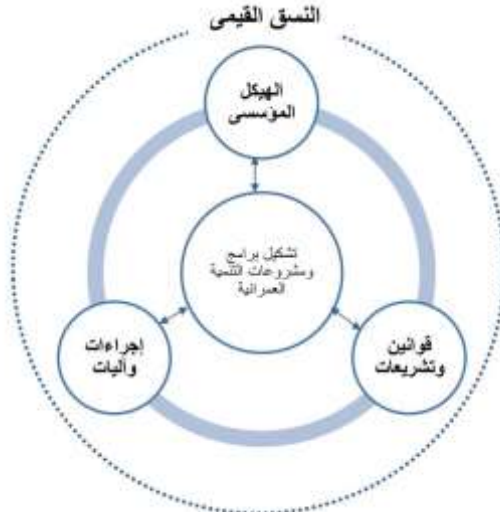 النسق القيمى
الهيكل
المؤسسى
تشكيل برامج
ومشروعات التنمية
العمرانية
إجراءات
وآليات
قوانين
وتشريعات